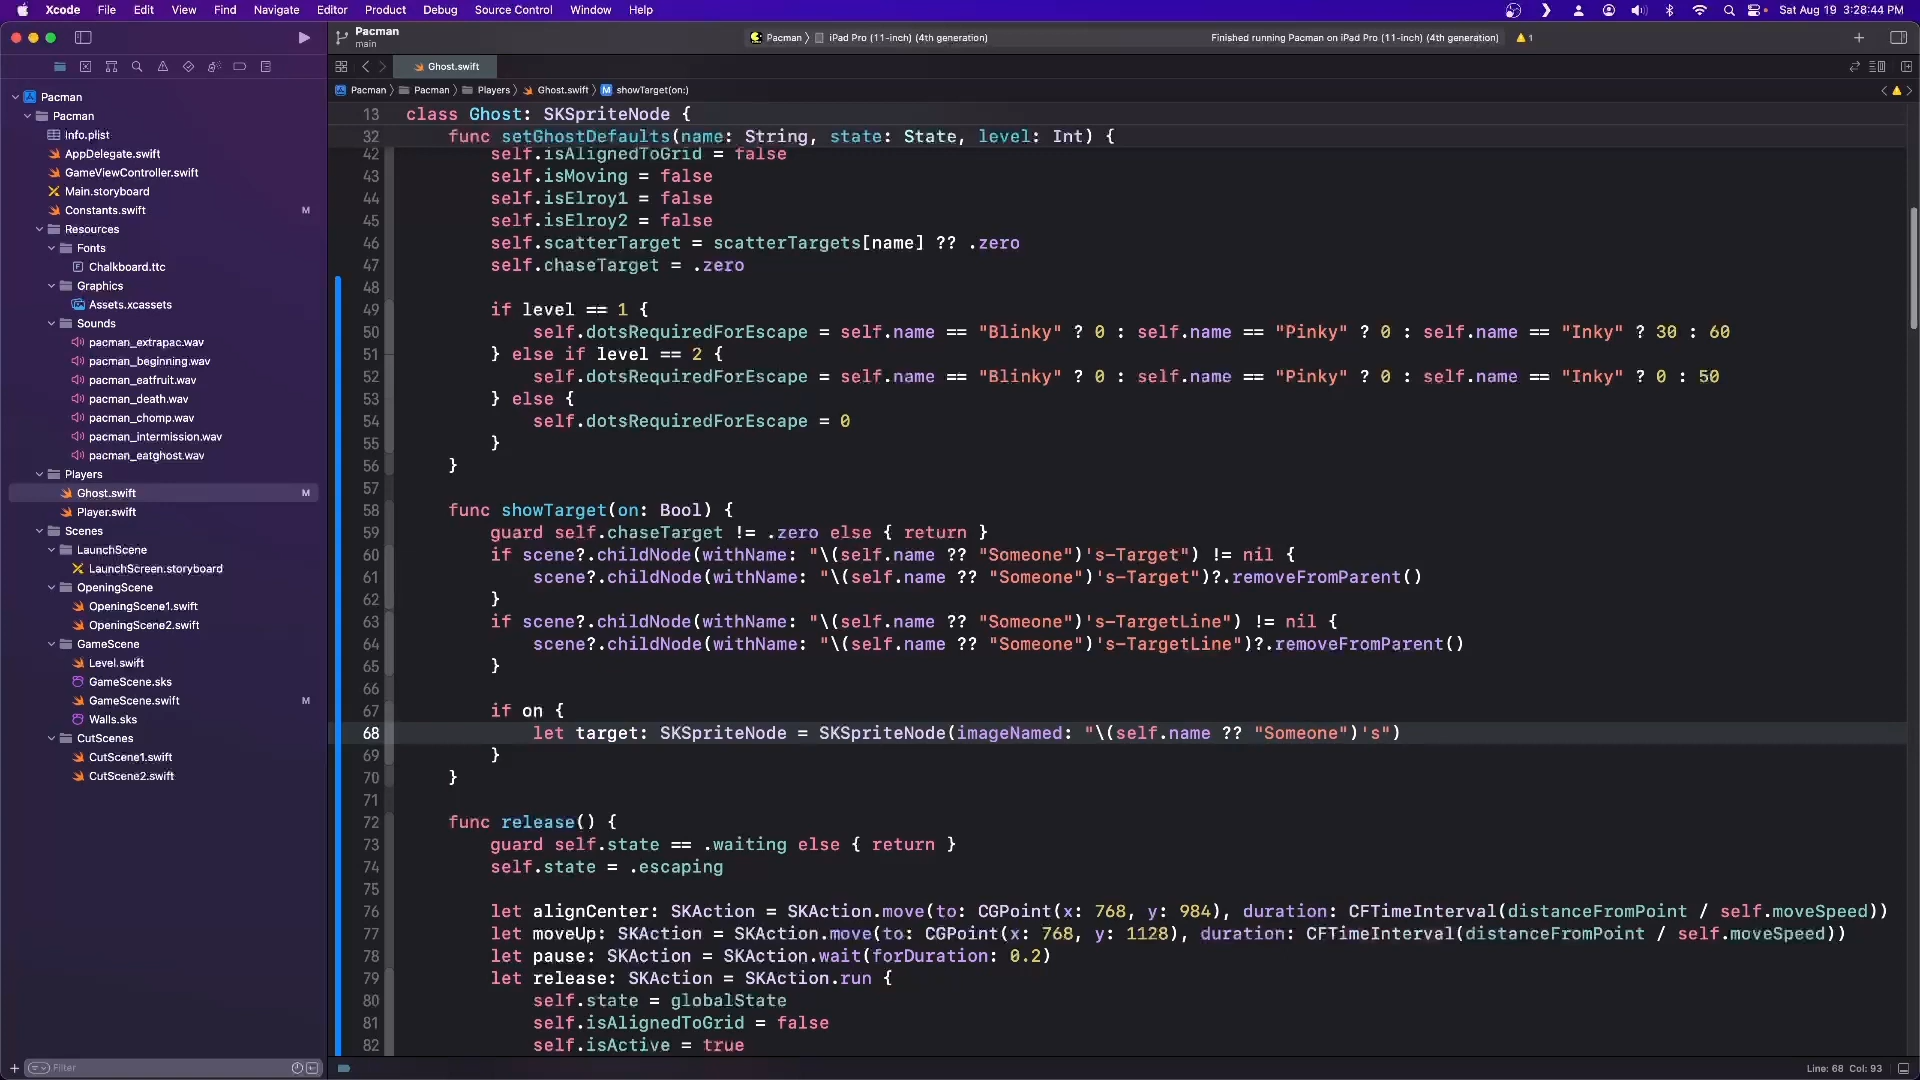 Xcode File Edit View Find Navigate Editor Product Debug Source Control Window Help Sat Aug 19 3:28:44 PM
Pacman
main
Pacman iPad Pro (11-inch) (4th generation) Finished running Pacman on iPad Pro (11-inch) (4th generation) 1
Ghost.swift
Pacman Pacman Players Ghost.swift M showTarget(on:)
Pacman
Pacman
Info.plist
AppDelegate.swift
GameViewController.swift
Main.storyboard
Constants.swift M
Resources
Fonts
Chalkboard.ttc
Graphics
Assets.xcassets
Sounds
pacman_extrapac.wav
pacman_beginning.wav
pacman_eatfruit.wav
pacman_death.wav
pacman_chomp.wav
pacman_intermission.wav
pacman_eatghost.wav
Players
Ghost.swift M
Player.swift
Scenes
LaunchScene
LaunchScreen.storyboard
OpeningScene
OpeningScene1.swift
OpeningScene2.swift
GameScene
Level.swift
GameScene.sks
GameScene.swift M
Walls.sks
CutScenes
CutScene1.swift
CutScene2.swift
Filter
13 class Ghost: SKSpriteNode {
32 func setGhostDefaults(name: String, state: State, level: Int) {
42 self.isAlignedToGrid = false
43 self.isMoving = false
44 self.isElroy1 = false
45 self.isElroy2 = false
46 self.scatterTarget = scatterTargets[name] ?? .zero
47 self.chaseTarget = .zero
48
49 if level == 1 {
50 self.dotsRequiredForEscape = self.name == "Blinky" ? 0 : self.name == "Pinky" ? 0 : self.name == "Inky" ? 30 : 60
51 } else if level == 2 {
52 self.dotsRequiredForEscape = self.name == "Blinky" ? 0 : self.name == "Pinky" ? 0 : self.name == "Inky" ? 0 : 50
53 } else {
54 self.dotsRequiredForEscape = 0
55 }
56 }
57
58 func showTarget(on: Bool) {
59 guard self.chaseTarget != .zero else { return }
60 if scene?.childNode(withName: "\(self.name ?? "Someone")'s-Target") != nil {
61 scene?.childNode(withName: "\(self.name ?? "Someone")'s-Target")?.removeFromParent()
62 }
63 if scene?.childNode(withName: "\(self.name ?? "Someone")'s-TargetLine") != nil {
64 scene?.childNode(withName: "\(self.name ?? "Someone")'s-TargetLine")?.removeFromParent()
65 }
66
67 if on {
68 let target: SKSpriteNode = SKSpriteNode(imageNamed: "\(self.name ?? "Someone")'s")
69 }
70 }
71
72 func release() {
73 guard self.state == .waiting else { return }
74 self.state = .escaping
75
76 let alignCenter: SKAction = SKAction.move(to: CGPoint(x: 768, y: 984), duration: CFTimeInterval(distanceFromPoint / self.moveSpeed))
77 let moveUp: SKAction = SKAction.move(to: CGPoint(x: 768, y: 1128), duration: CFTimeInterval(distanceFromPoint / self.moveSpeed))
78 let pause: SKAction = SKAction.wait(forDuration: 0.2)
79 let release: SKAction = SKAction.run {
80 self.state = globalState
81 self.isAlignedToGrid = false
82 self.isActive = true
Line: 68 Col: 93